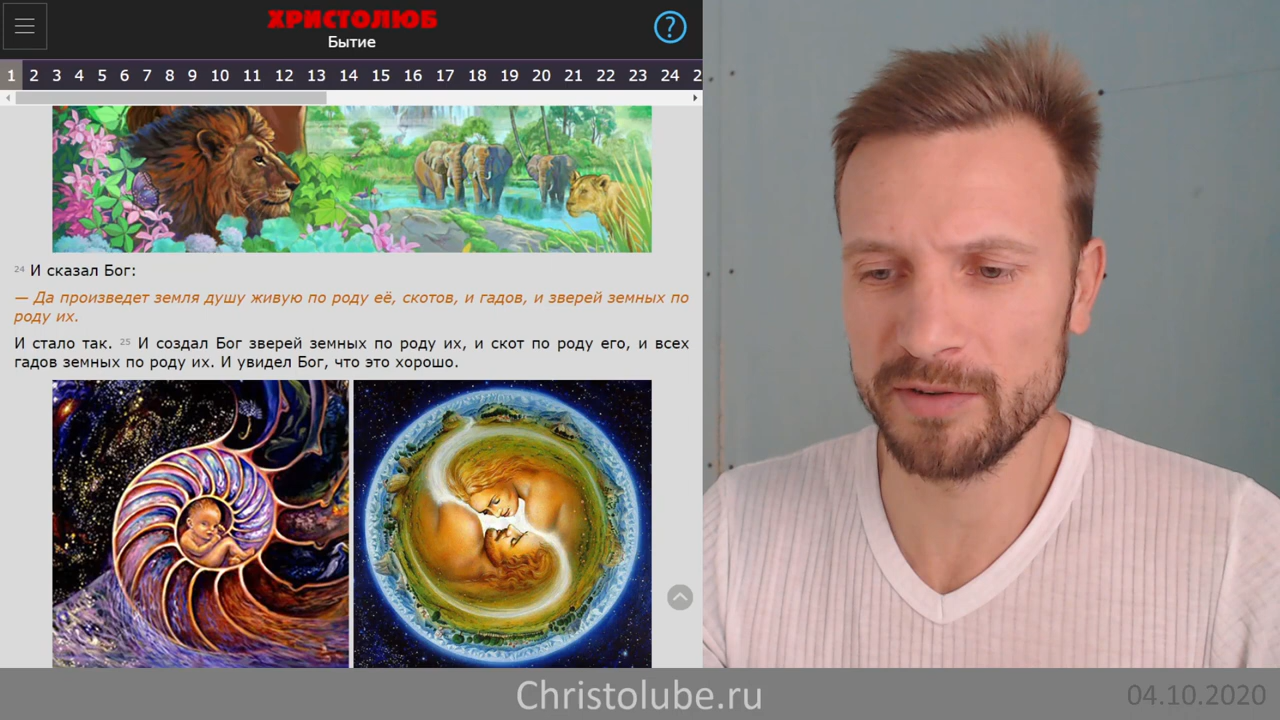 ХРИСТОЛЮБ
Бытие
?
1 2 3 4 5 6 7 8 9 10 11 12 13 14 15 16 17 18 19 20 21 22 23 24 2
24 И сказал Бог:
— Да произведет земля душу живую по роду её, скотов, и гадов, и зверей земных по
роду их.
И стало так. 25 И создал Бог зверей земных по роду их, и скот по роду его, и всех
гадов земных по роду их. И увидел Бог, что это хорошо.
Christolube.ru
04.10.2020